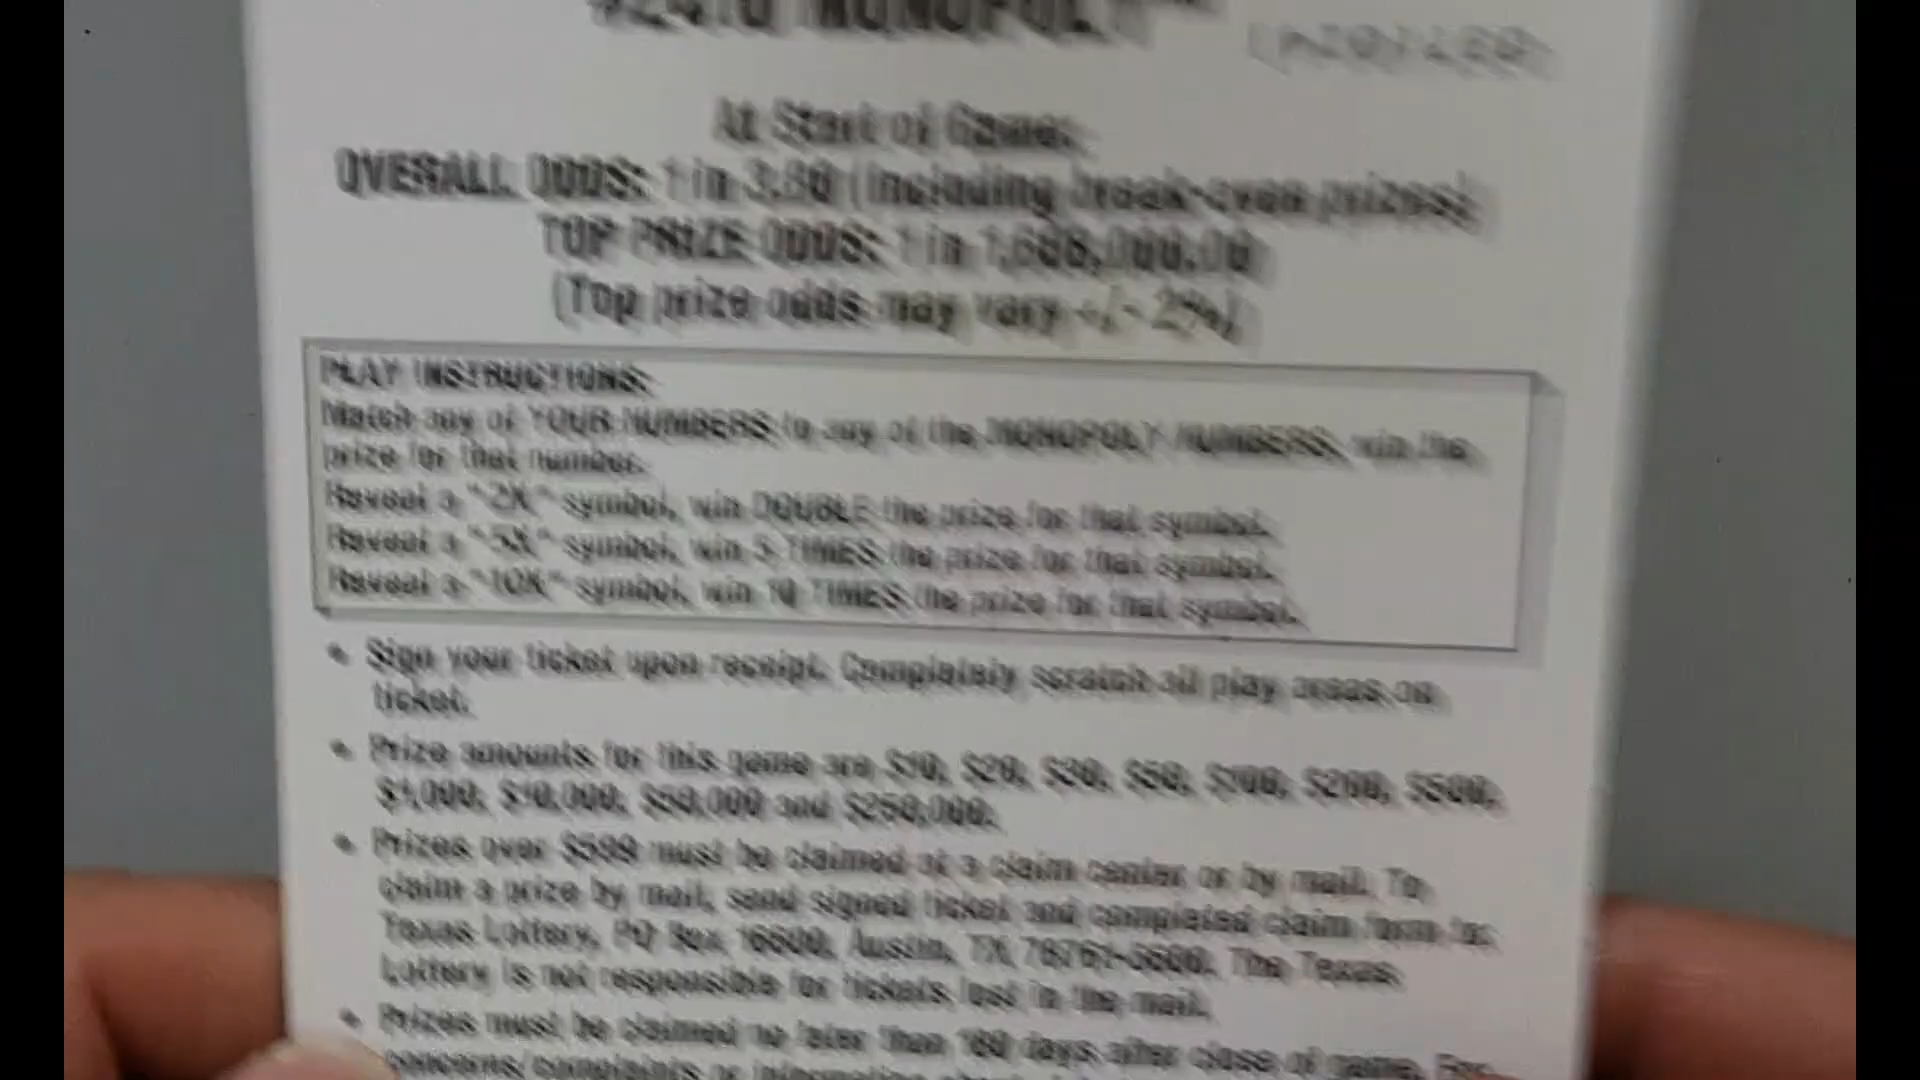 MONOPOLY
At Start of Game:
OVERALL ODDS: 1 in (including break-even prizes)
TOP PRIZE ODDS: 1 in
(Top prize odds may vary +/- 2%)
PLAY INSTRUCTIONS:
Match any of YOUR NUMBERS to any of the MONOPOLY NUMBERS, win the
prize for that number.
Reveal a "2X" symbol, win DOUBLE the prize for that symbol.
Reveal a "5X" symbol, win 5 TIMES the prize for that symbol.
Reveal a "10X" symbol, win 10 TIMES the prize for that symbol.
• Sign your ticket upon receipt. Completely scratch all play areas on
ticket.
• Prize amounts for this game are $10, $20, $30, $50, $100, $200, $500,
$1,000, $10,000, $50,000 and $250,000.
• Prizes over $599 must be claimed at a claim center or by mail. To
claim a prize by mail, send signed ticket and completed claim form to:
Texas Lottery, PO Box 16600, Austin, TX 78761-6600. The Texas
Lottery is not responsible for tickets lost in the mail.
• Prizes must be claimed no later than 180 days after close of game. For
concerns/complaints or information